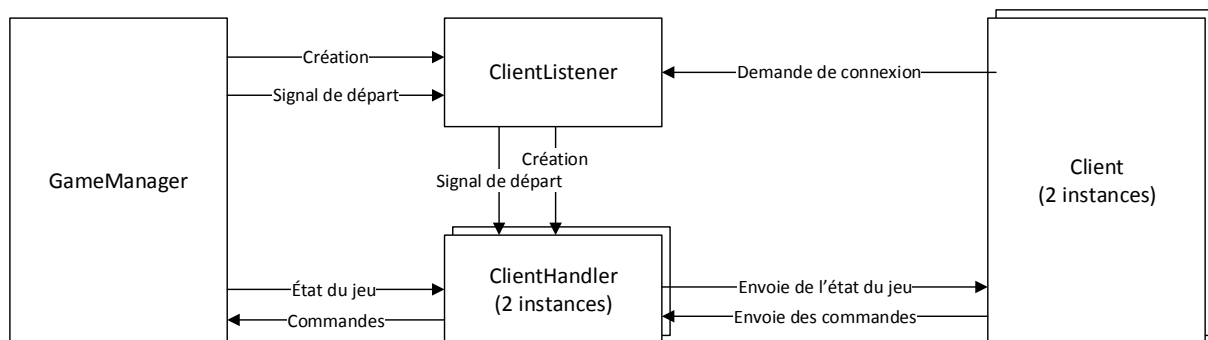 Création
ClientListener
Demande de connexion
Signal de départ
GameManager
Création
Signal de départ
Client
(2 instances)
ClientHandler
(2 instances)
État du jeu
Envoie de l’état du jeu
Commandes
Envoie des commandes